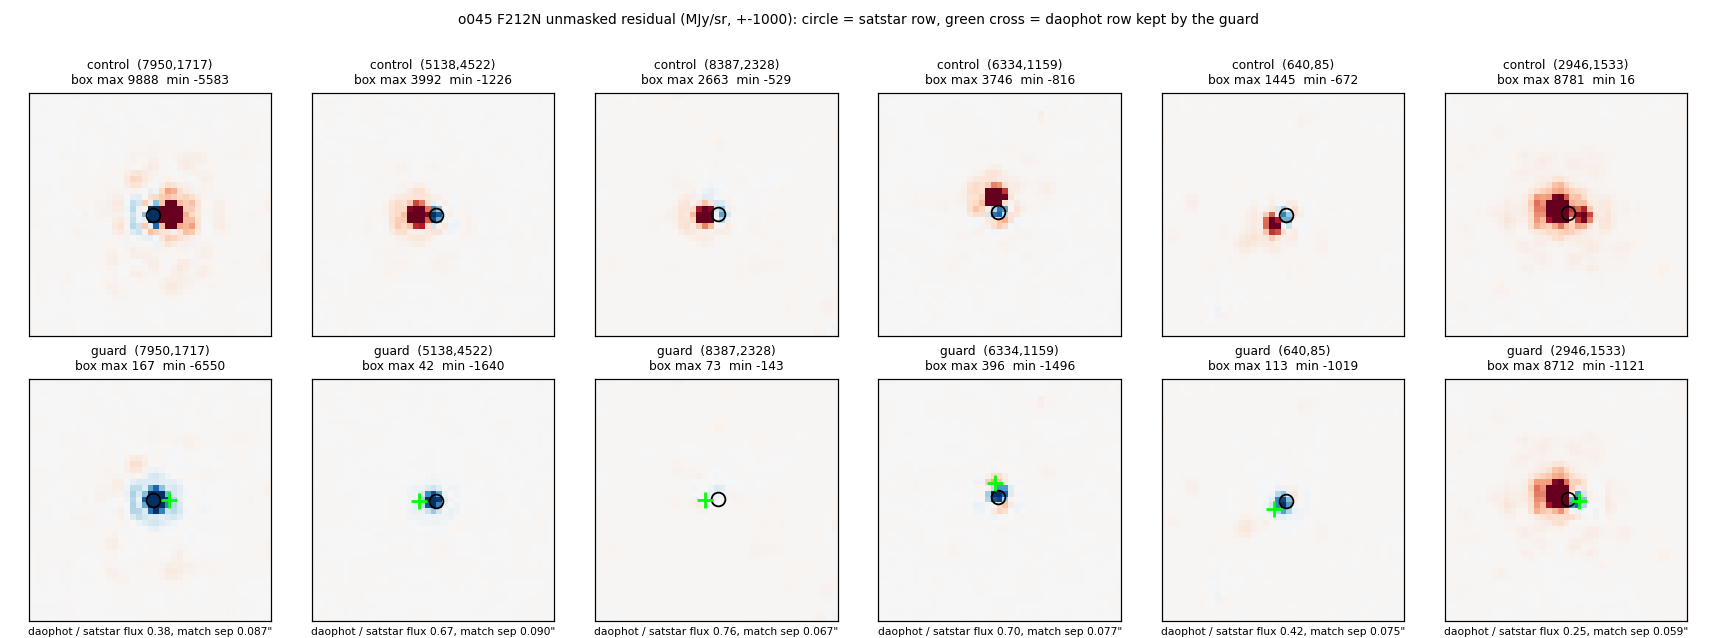 o045 F212N unmasked residual (MJy/sr, +-1000): circle = satstar row, green cross = daophot row kept by the guard
control (7950,1717)
box max 9888 min -5583
control (5138,4522)
box max 3992 min -1226
control (8387,2328)
box max 2663 min -529
control (6334,1159)
box max 3746 min -816
control (640,85)
box max 1445 min -672
control (2946,1533)
box max 8781 min 16
guard (7950,1717)
box max 167 min -6550
guard (5138,4522)
box max 42 min -1640
guard (8387,2328)
box max 73 min -143
guard (6334,1159)
box max 396 min -1496
guard (640,85)
box max 113 min -1019
guard (2946,1533)
box max 8712 min -1121
daophot / satstar flux 0.38, match sep 0.087"
daophot / satstar flux 0.67, match sep 0.090"
daophot / satstar flux 0.76, match sep 0.067"
daophot / satstar flux 0.70, match sep 0.077"
daophot / satstar flux 0.42, match sep 0.075"
daophot / satstar flux 0.25, match sep 0.059"